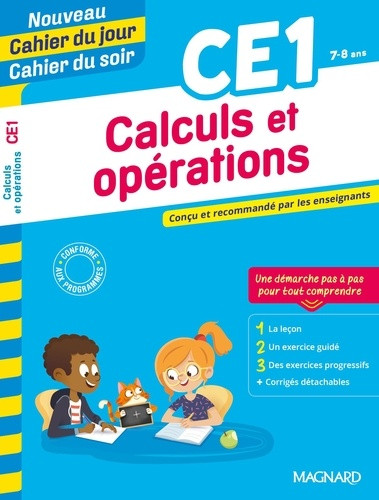 Nouveau
Cahier du jour
Cahier du soir
CE1
7-8 ans
Calculs et
opérations
Conçu et recommandé par les enseignants
CONFORME
AUX PROGRAMMES
Une démarche pas à pas
pour tout comprendre
1 La leçon
2 Un exercice guidé
3 Des exercices progressifs
+ Corrigés détachables
MAGNARD
CE1
Calculs
et opérations